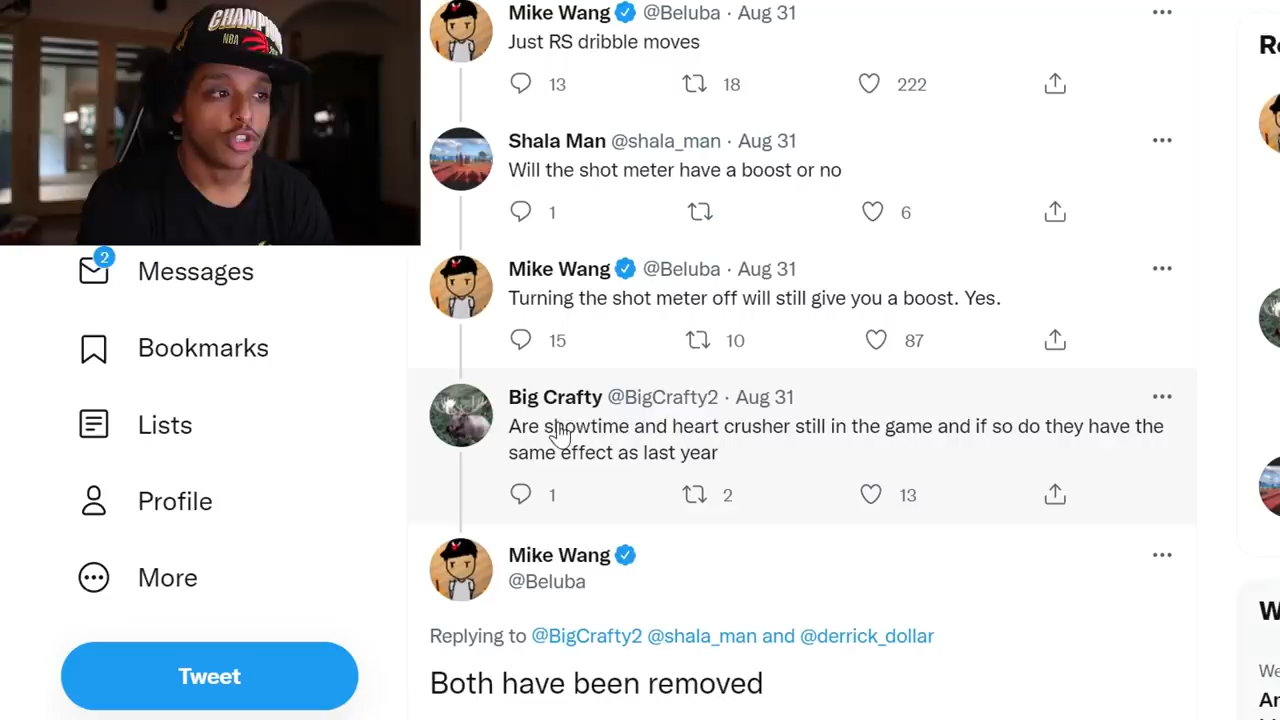 CHAMPIONS
NBA
Mike Wang @Beluba · Aug 31
Just RS dribble moves
13 18 222
Shala Man @shala_man · Aug 31
Will the shot meter have a boost or no
1 6
Mike Wang @Beluba · Aug 31
Turning the shot meter off will still give you a boost. Yes.
15 10 87
Big Crafty @BigCrafty2 · Aug 31
Are showtime and heart crusher still in the game and if so do they have the
same effect as last year
1 2 13
Mike Wang
@Beluba
Replying to @BigCrafty2 @shala_man and @derrick_dollar
Both have been removed
2
Messages
Bookmarks
Lists
Profile
More
Tweet